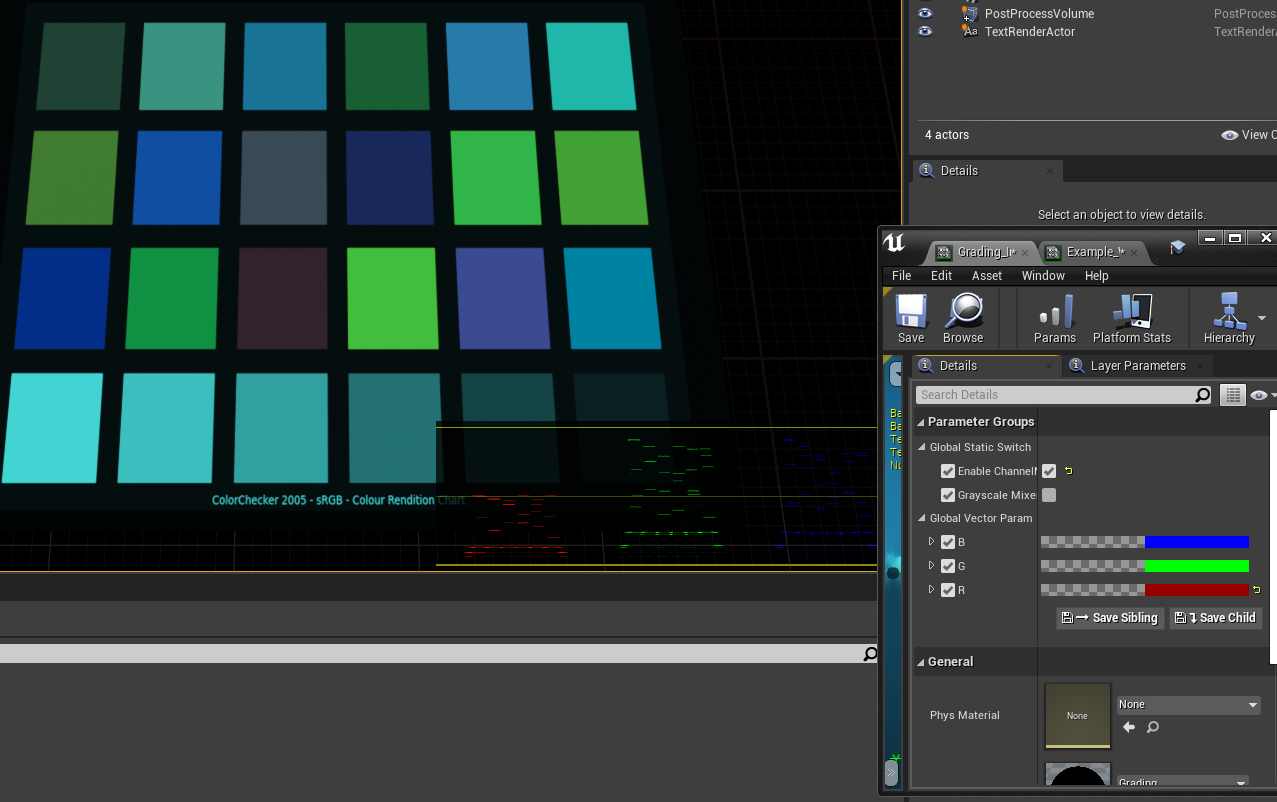 PostProcessVolume PostProces
TextRenderActor TextRender
4 actors View O
Details
Select an object to view details.
Grading_I* Example_*
File Edit Asset Window Help
Save Browse Params Platform Stats Hierarchy
Details Layer Parameters
Search Details
Parameter Groups
Global Static Switch
Enable Channel
Grayscale Mixe
Global Vector Param
B
G
R
Save Sibling Save Child
General
Phys Material None None
Grading
Ba
Ba
Te
Te
Nu
ColorChecker 2005 - sRGB - Colour Rendition Chart